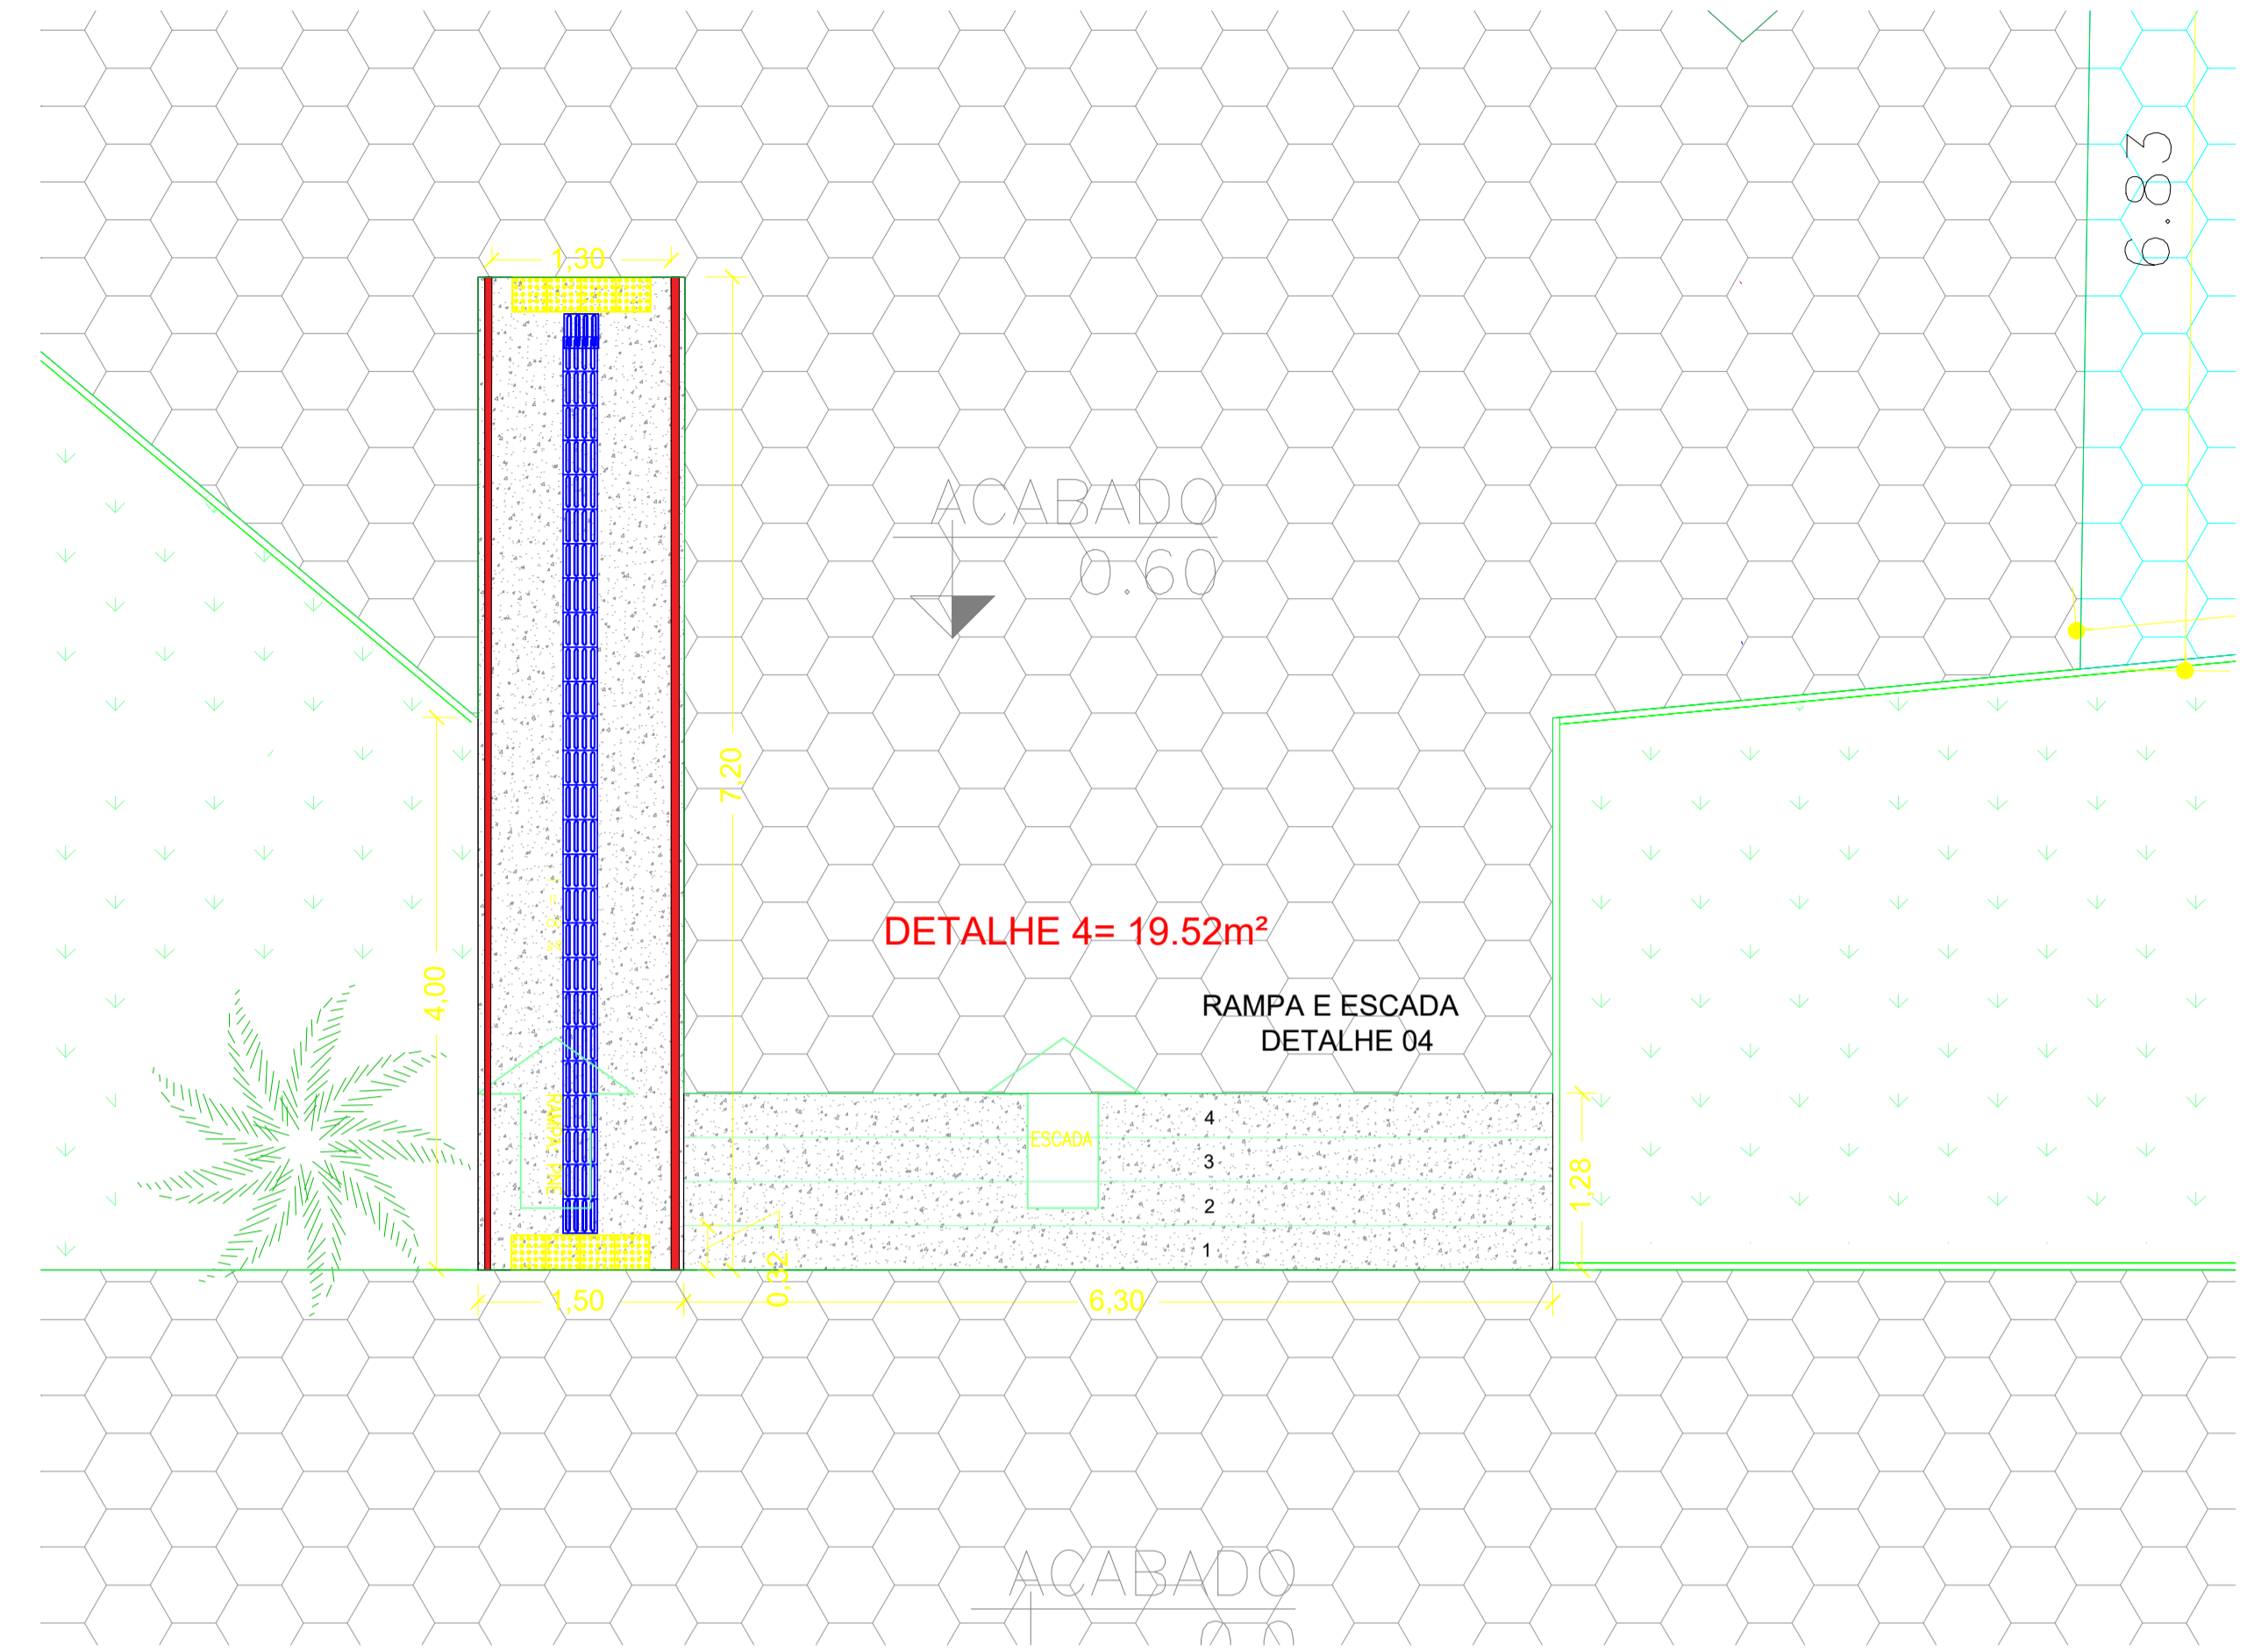 6.83
1,30
ACABADO
0.60
7,20
DETALHE 4= 19.52m²
4,00
RAMPA E ESCADA
DETALHE 04
RAMPA PNE
4
ESCADA
3
1,28
2
1
0,32
1,50
6,30
ACABADO